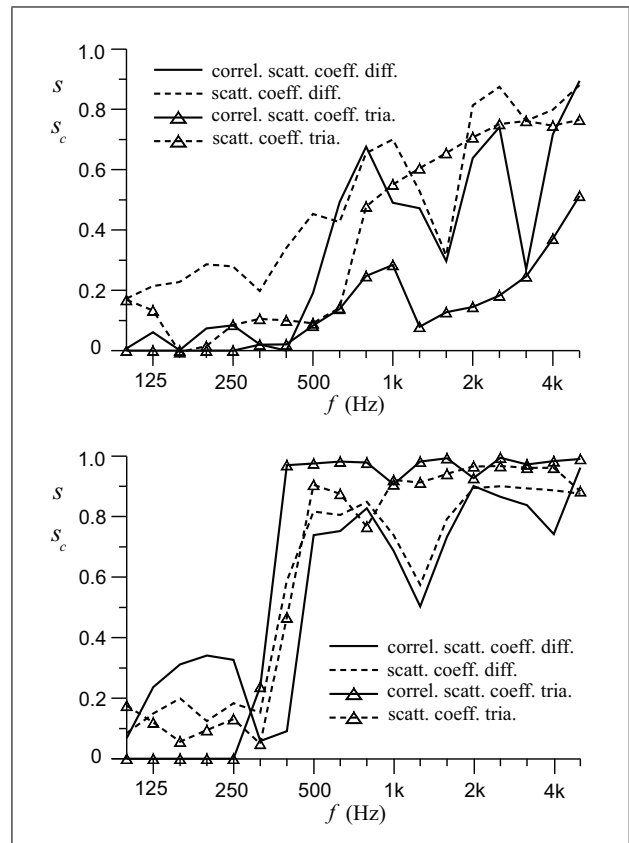 1.0
correl. scatt. coeff. diff.
s
scatt. coeff. diff.
0.8
s_c
correl. scatt. coeff. tria.
scatt. coeff. tria.
0.6
0.4
0.2
0
125 250 500 1k 2k 4k
f (Hz)
1.0
s
0.8
s_c
0.6
0.4
correl. scatt. coeff. diff.
scatt. coeff. diff.
0.2
correl. scatt. coeff. tria.
scatt. coeff. tria.
0
125 250 500 1k 2k 4k
f (Hz)